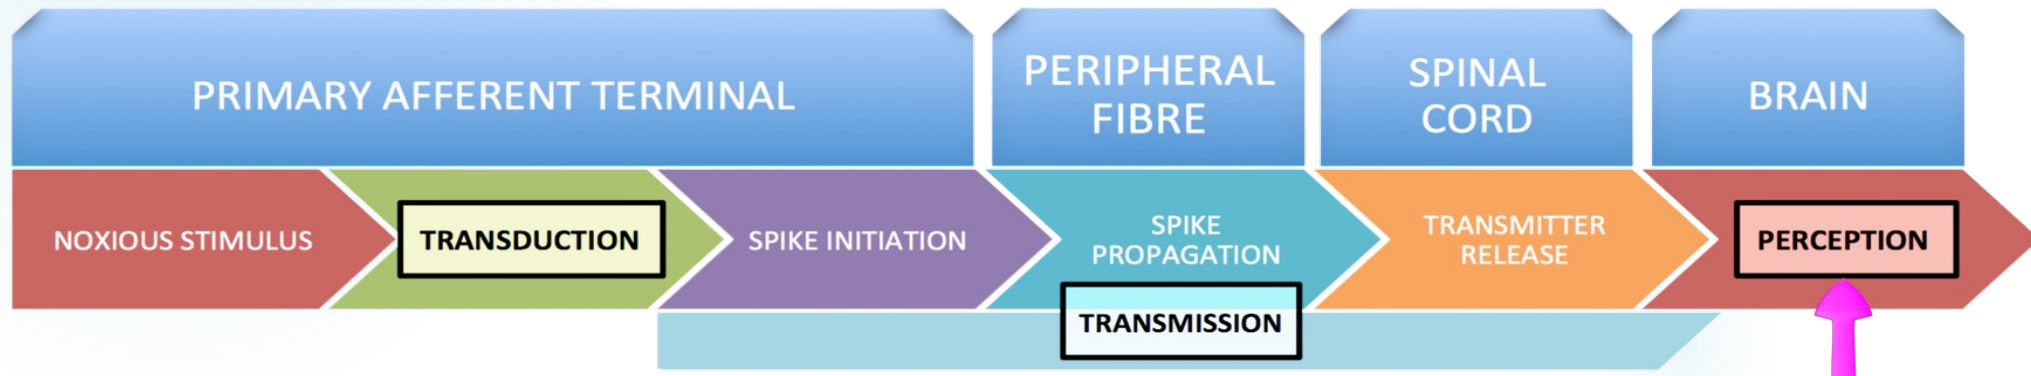 PRIMARY AFFERENT TERMINAL
PERIPHERAL
FIBRE
SPINAL
CORD
BRAIN
NOXIOUS STIMULUS
TRANSDUCTION
SPIKE INITIATION
SPIKE
PROPAGATION
TRANSMITTER
RELEASE
PERCEPTION
TRANSMISSION